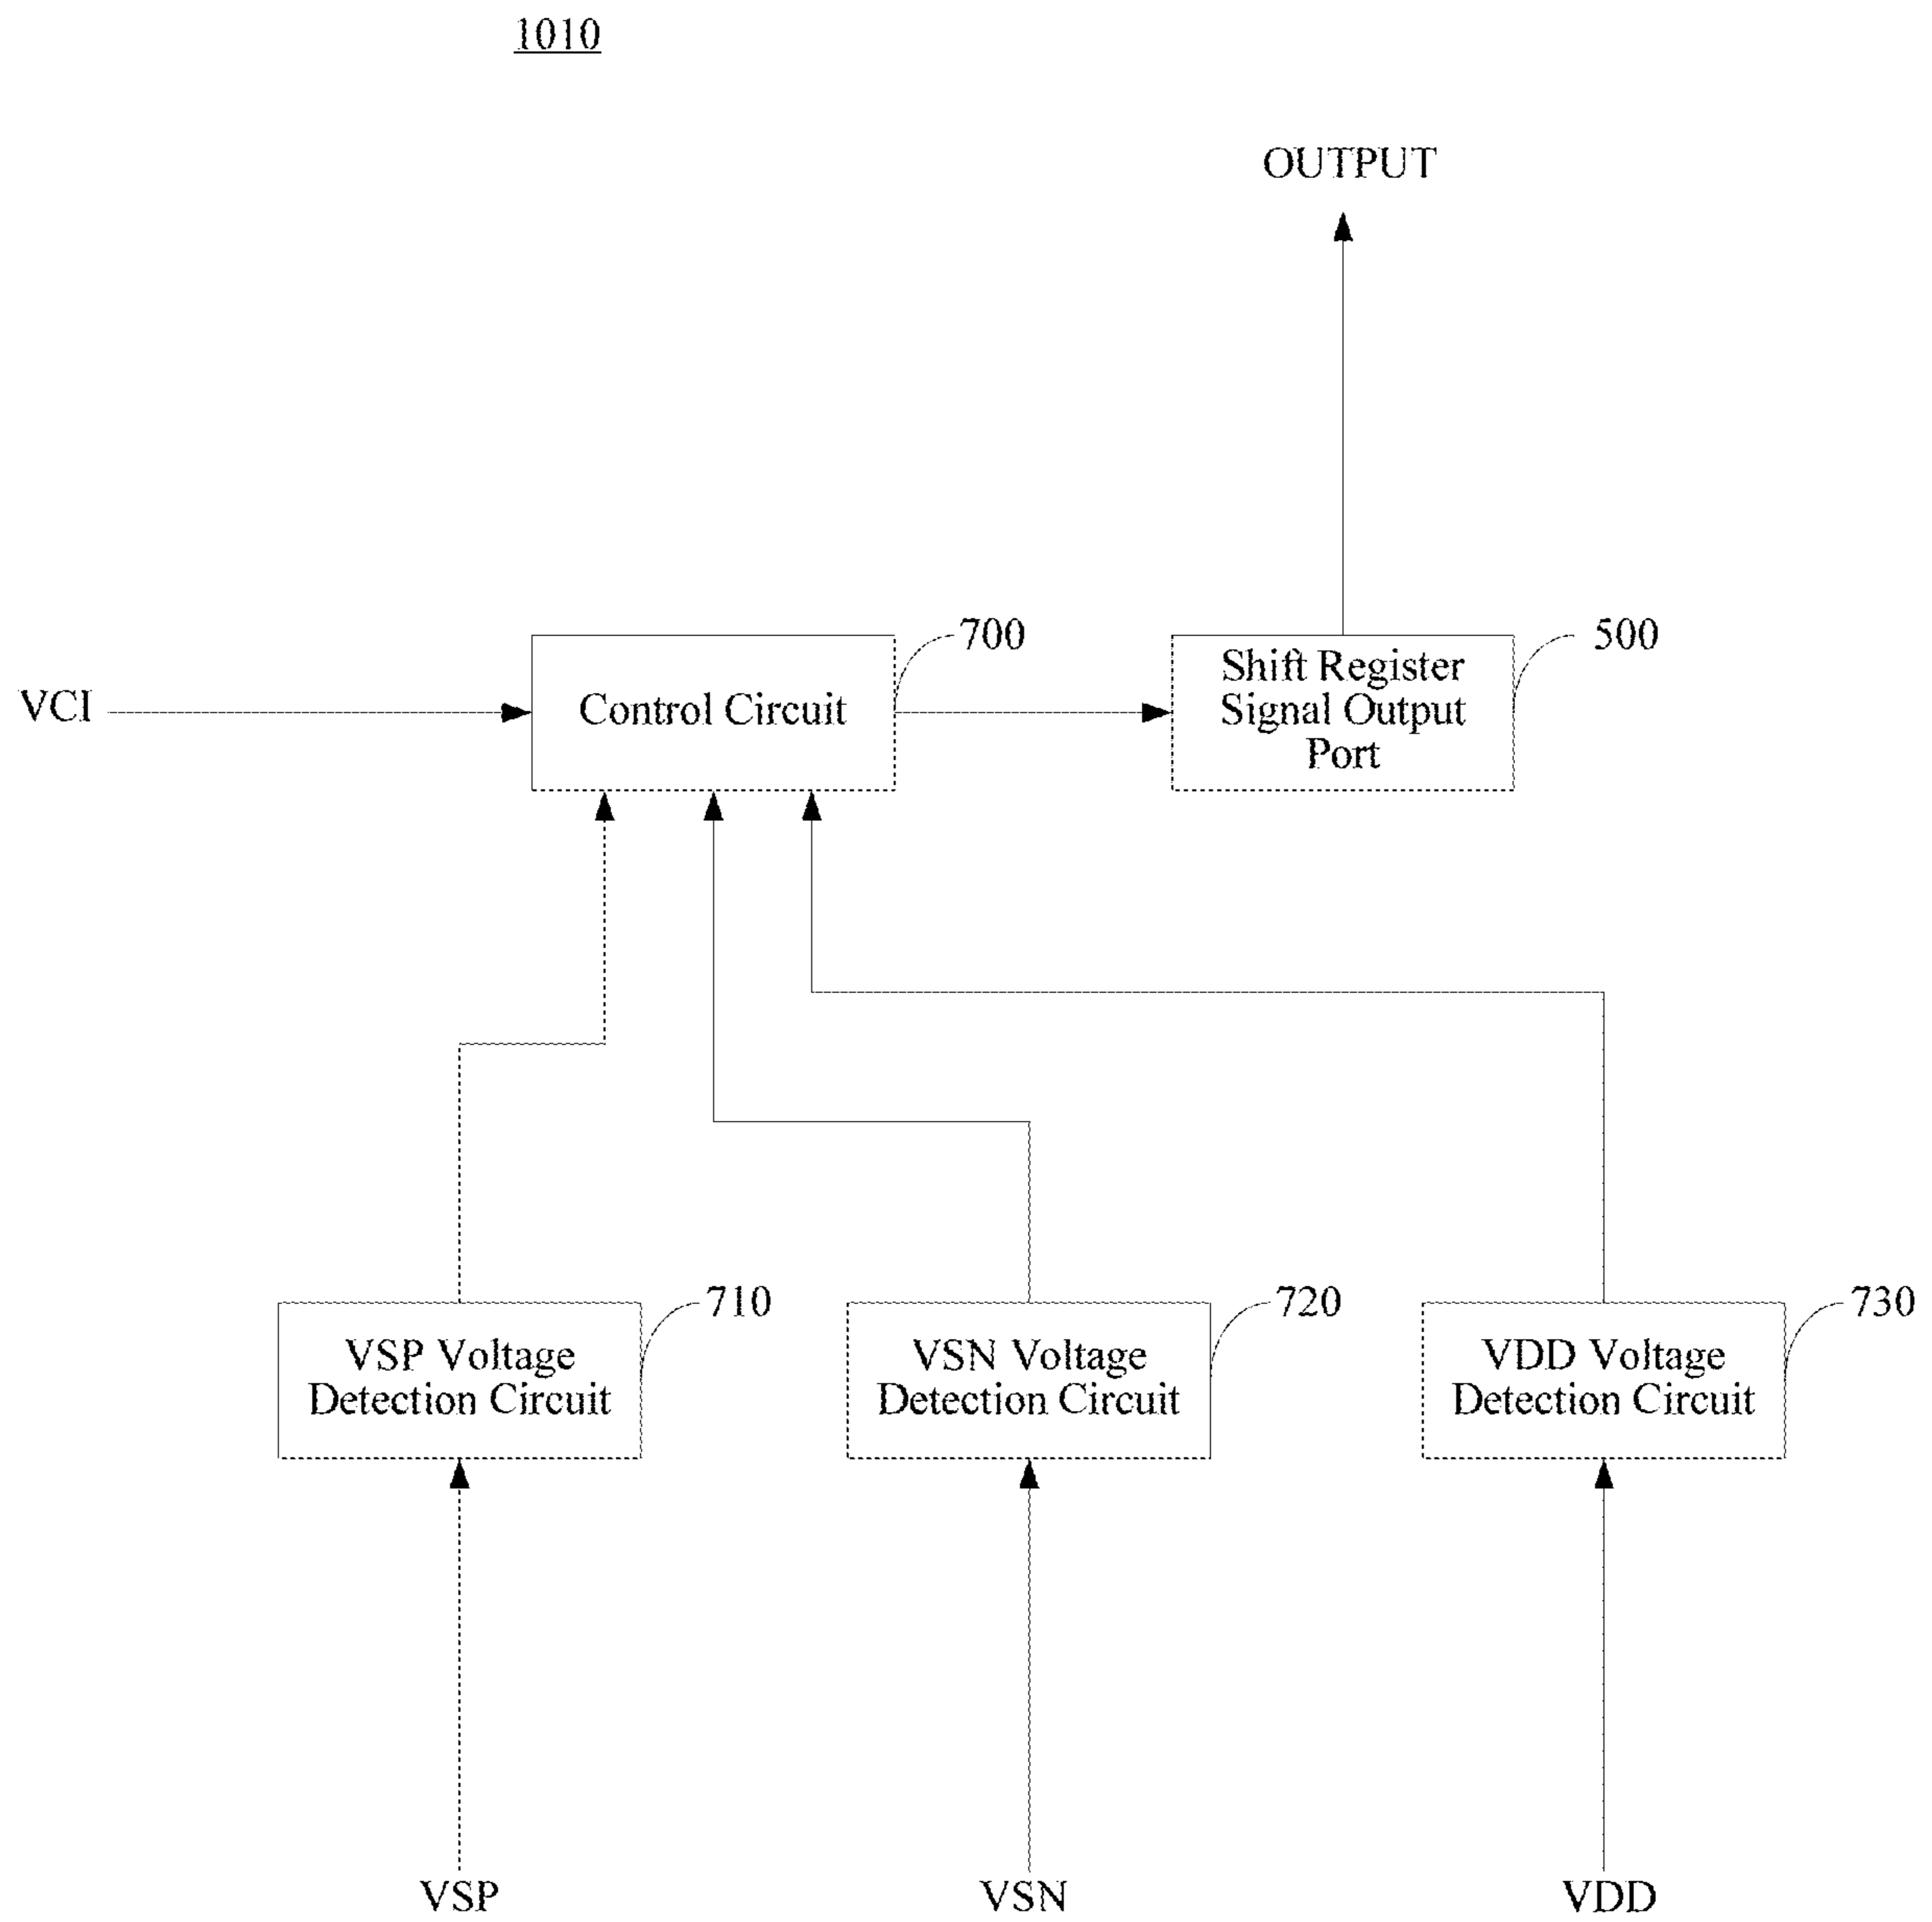 1010
OUTPUT
VCI
Control Circuit
700
Shift Register
Signal Output
Port
500
VSP Voltage
Detection Circuit
710
VSN Voltage
Detection Circuit
720
VDD Voltage
Detection Circuit
730
VSP
VSN
VDD